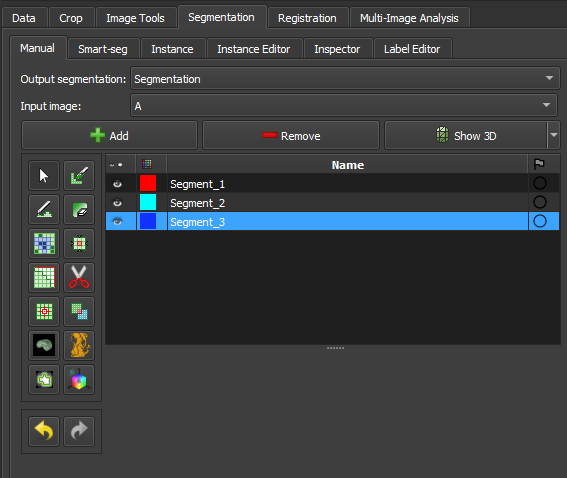 Data Crop Image Tools Segmentation Registration Multi-Image Analysis
Manual Smart-seg Instance Instance Editor Inspector Label Editor
Output segmentation: Segmentation
Input image: A
Add Remove Show 3D
Name
Segment_1
Segment_2
Segment_3